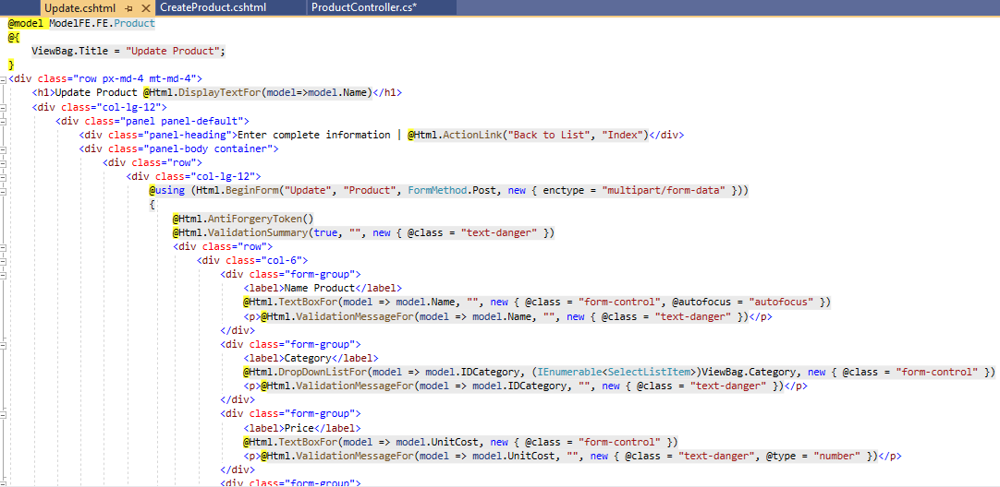 Update.cshtml CreateProduct.cshtml ProductController.cs*
@model ModelFE.FE.Product
@{
ViewBag.Title = "Update Product";
}
<div class="row px-md-4 mt-md-4">
<h1>Update Product @Html.DisplayTextFor(model=>model.Name)</h1>
<div class="col-lg-12">
<div class="panel panel-default">
<div class="panel-heading">Enter complete information | @Html.ActionLink("Back to List", "Index")</div>
<div class="panel-body container">
<div class="row">
<div class="col-lg-12">
@using (Html.BeginForm("Update", "Product", FormMethod.Post, new { enctype = "multipart/form-data" }))
{
@Html.AntiForgeryToken()
@Html.ValidationSummary(true, "", new { @class = "text-danger" })
<div class="row">
<div class="col-6">
<div class="form-group">
<label>Name Product</label>
@Html.TextBoxFor(model => model.Name, "", new { @class = "form-control", @autofocus = "autofocus" })
<p>@Html.ValidationMessageFor(model => model.Name, "", new { @class = "text-danger" })</p>
</div>
<div class="form-group">
<label>Category</label>
@Html.DropDownListFor(model => model.IDCategory, (IEnumerable<SelectListItem>)ViewBag.Category, new { @class = "form-control" })
<p>@Html.ValidationMessageFor(model => model.IDCategory, "", new { @class = "text-danger" })</p>
</div>
<div class="form-group">
<label>Price</label>
@Html.TextBoxFor(model => model.UnitCost, new { @class = "form-control" })
<p>@Html.ValidationMessageFor(model => model.UnitCost, "", new { @class = "text-danger", @type = "number" })</p>
</div>
<div class="form-group">